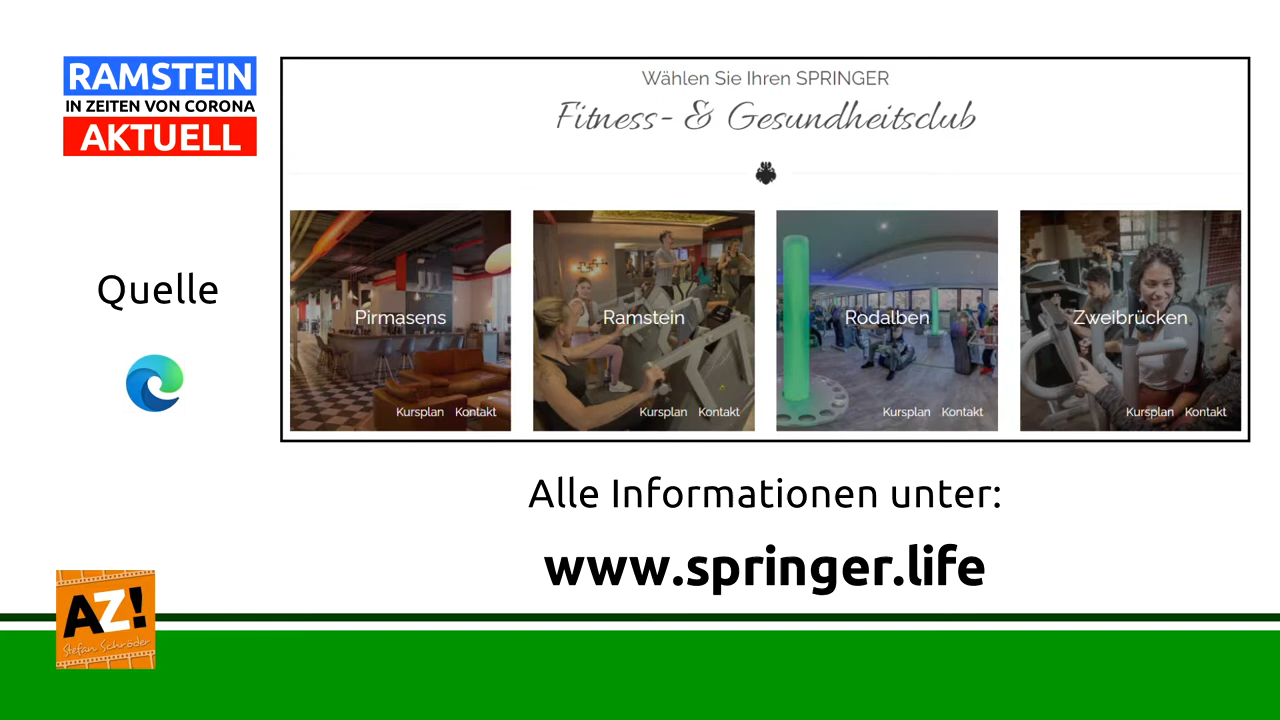 RAMSTEIN
IN ZEITEN VON CORONA
AKTUELL
Quelle
Wählen Sie Ihren SPRINGER
Fitness- & Gesundheitsclub
Pirmasens
Kursplan Kontakt
Ramstein
Kursplan Kontakt
Rodalben
Kursplan Kontakt
Zweibrücken
Kursplan Kontakt
Alle Informationen unter:
www.springer.life
AZ!
Stefan Schröder